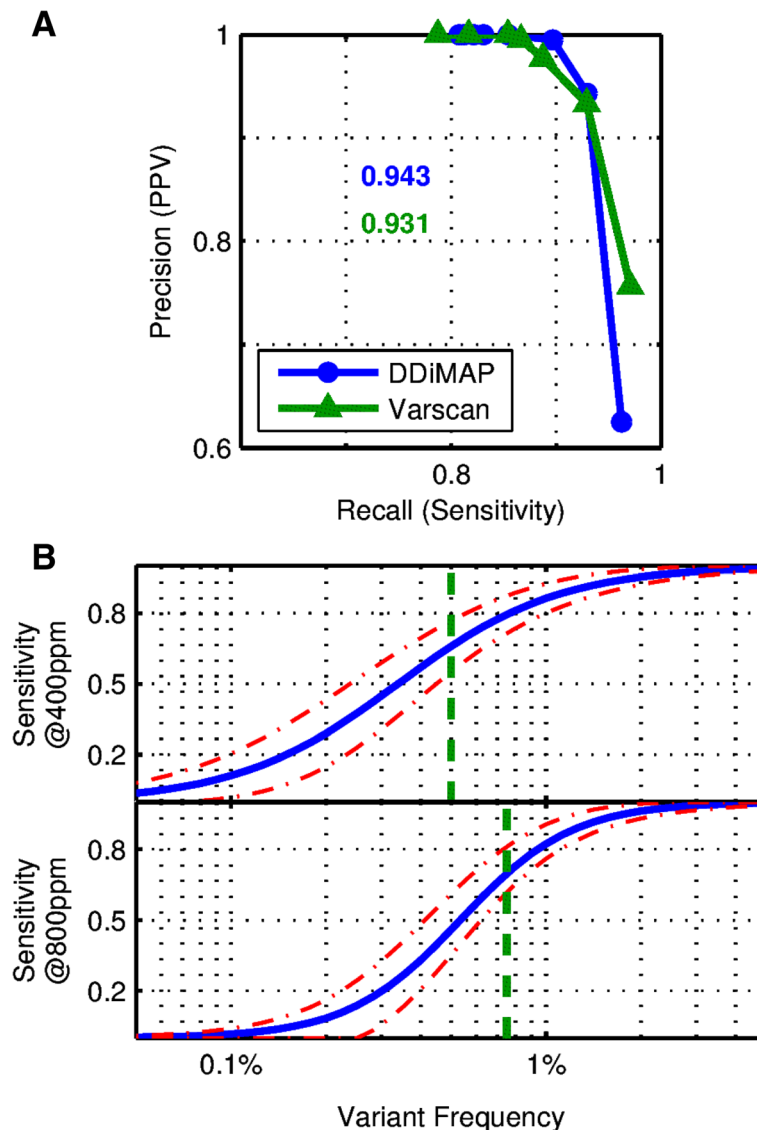 A
Precision (PPV)
1
0.8
0.6
0.943
0.931
DDiMAP
Varscan
0.8
1
Recall (Sensitivity)
B
Sensitivity
@400ppm
0.8
0.5
0.2
Sensitivity
@800ppm
0.8
0.5
0.2
0.1%
1%
Variant Frequency